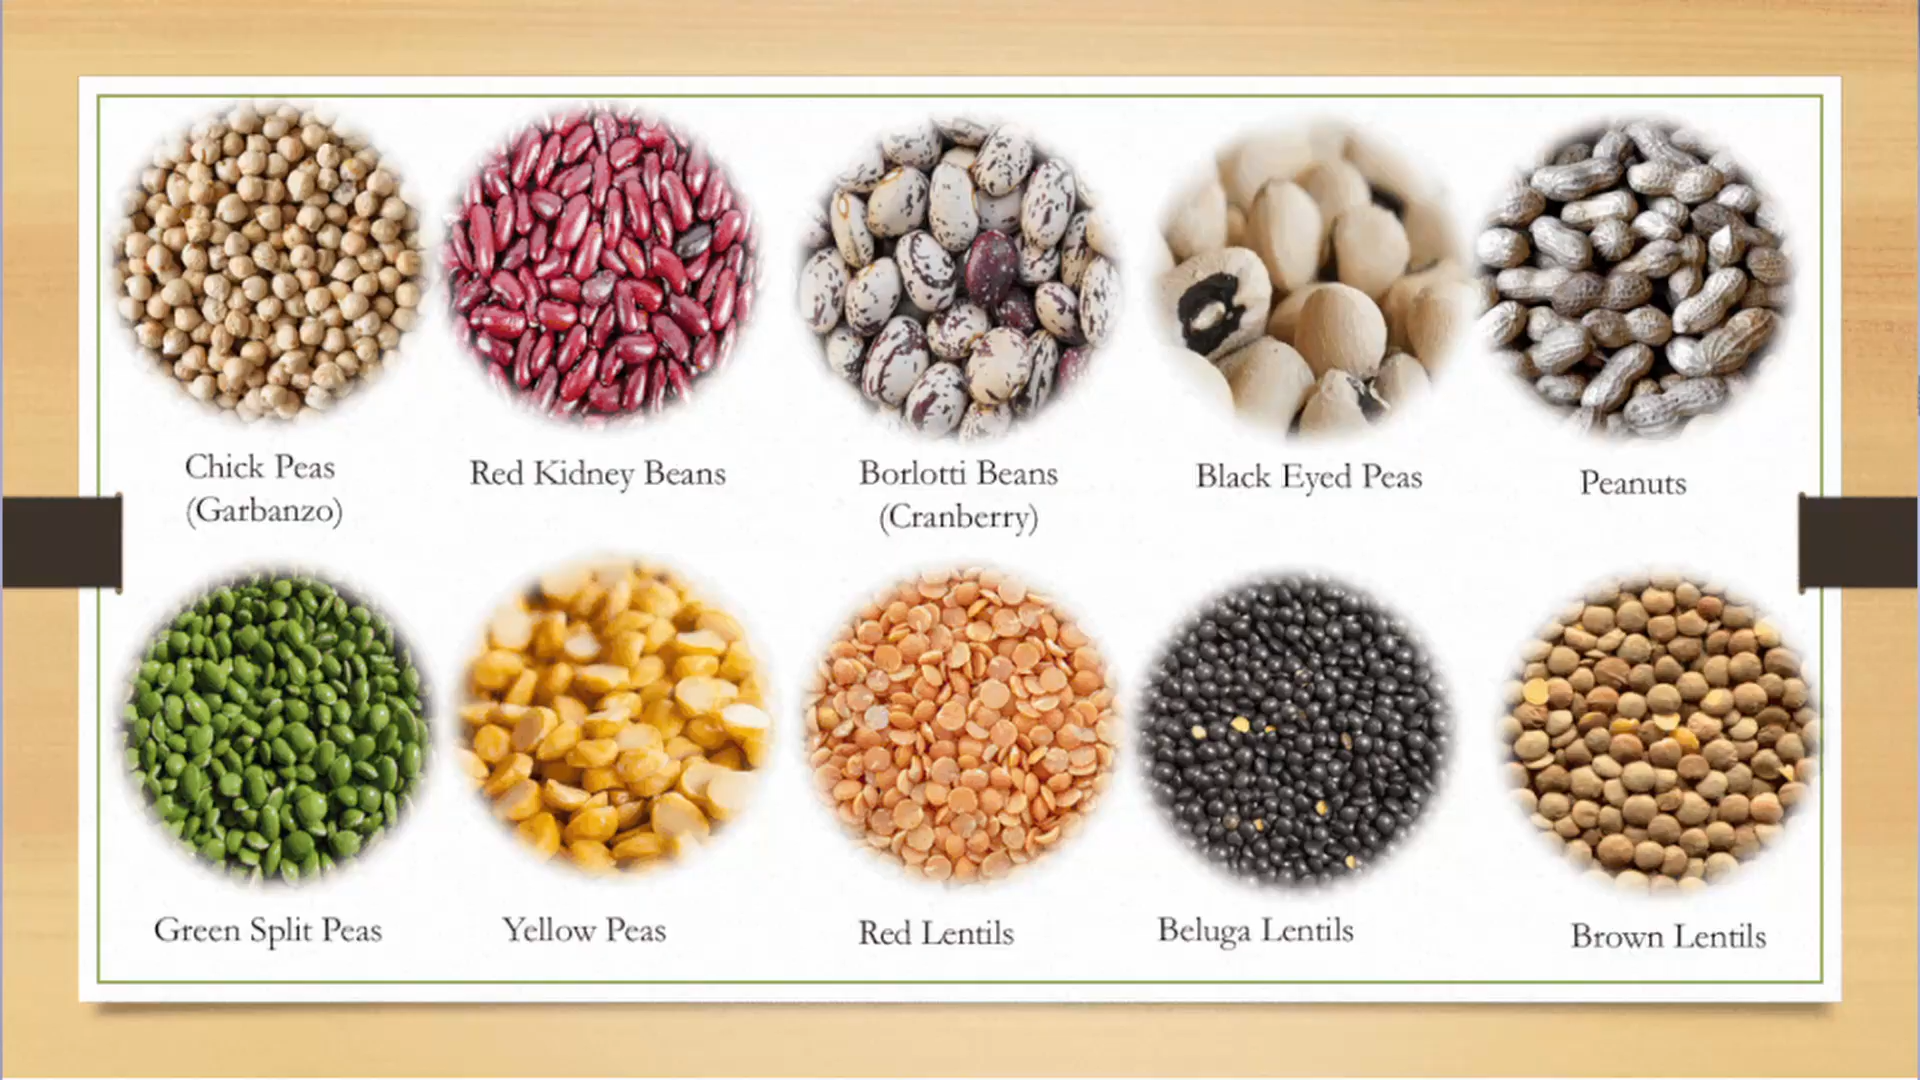 Chick Peas
(Garbanzo)
Red Kidney Beans
Borlotti Beans
(Cranberry)
Black Eyed Peas
Peanuts
Green Split Peas
Yellow Peas
Red Lentils
Beluga Lentils
Brown Lentils